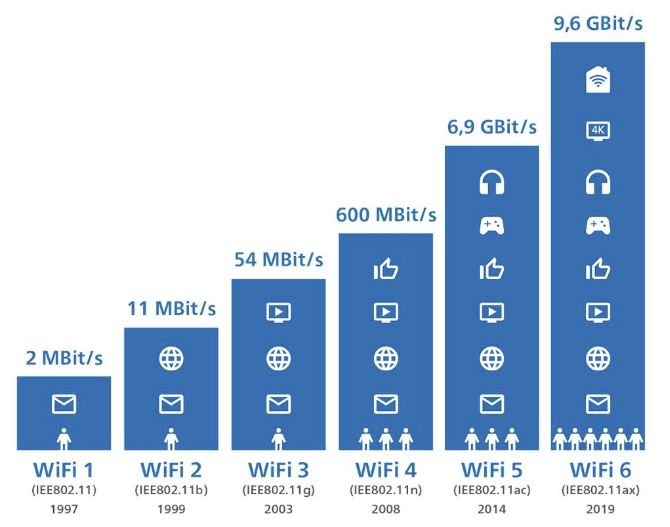 9,6 GBit/s
4K
6,9 GBit/s
600 MBit/s
54 MBit/s
11 MBit/s
2 MBit/s
WiFi 1
(IEE802.11)
1997
WiFi 2
(IEE802.11b)
1999
WiFi 3
(IEE802.11g)
2003
WiFi 4
(IEE802.11n)
2008
WiFi 5
(IEE802.11ac)
2014
WiFi 6
(IEE802.11ax)
2019